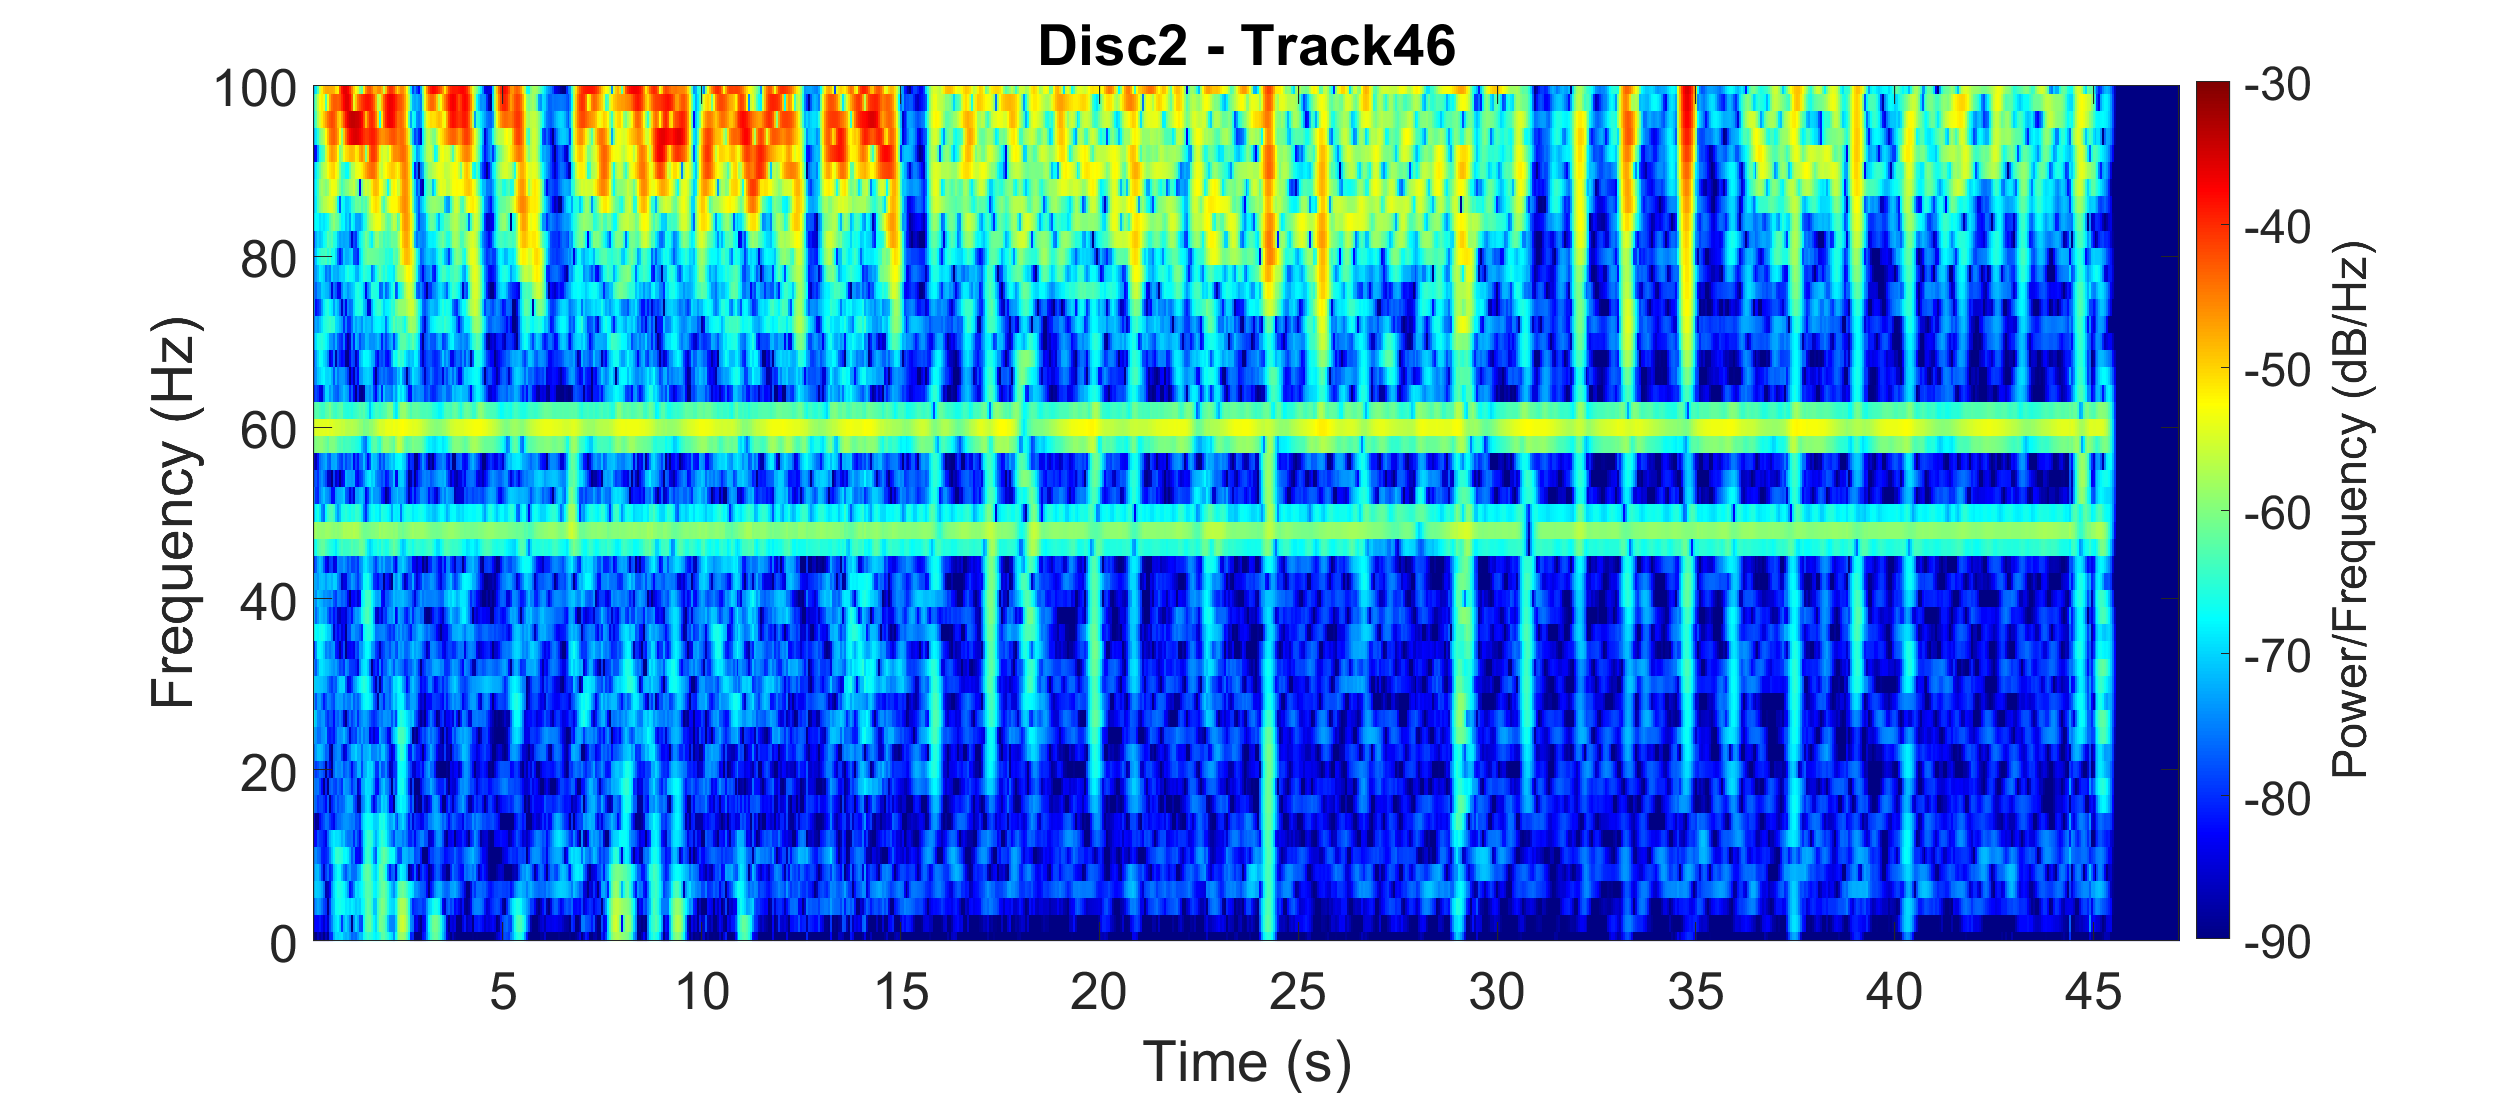 Disc2 - Track46
100
80
60
40
20
0
Frequency (Hz)
5 10 15 20 25 30 35 40 45
Time (s)
-30
-40
-50
-60
-70
-80
-90
Power/Frequency (dB/Hz)